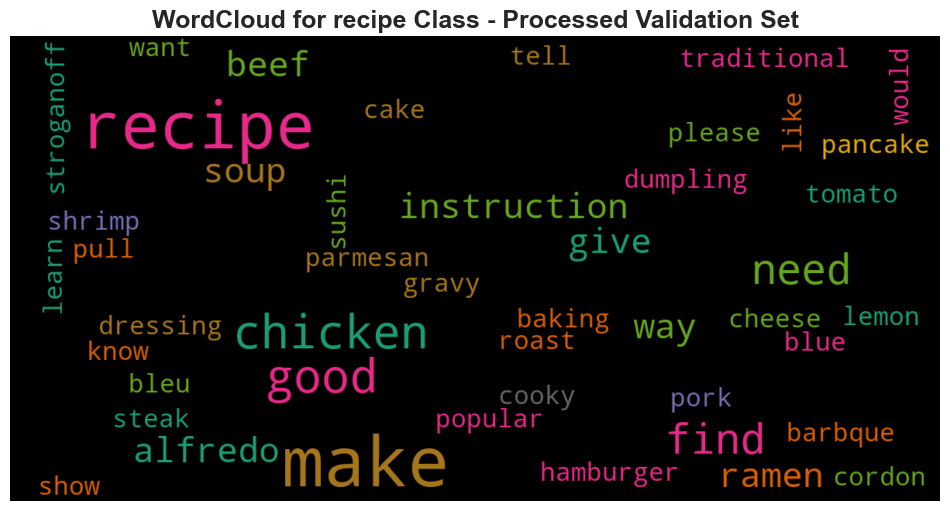 WordCloud for recipe Class - Processed Validation Set
want
beef
tell
traditional
would
stroganoff
recipe
cake
like
please
pancake
soup
sushi
dumpling
tomato
shrimp
instruction
pull
learn
give
parmesan
gravy
need
dressing
chicken
baking
way
cheese
lemon
know
roast
blue
good
bleu
cooky
pork
steak
popular
alfredo
make
find
barbque
show
hamburger
ramen
cordon